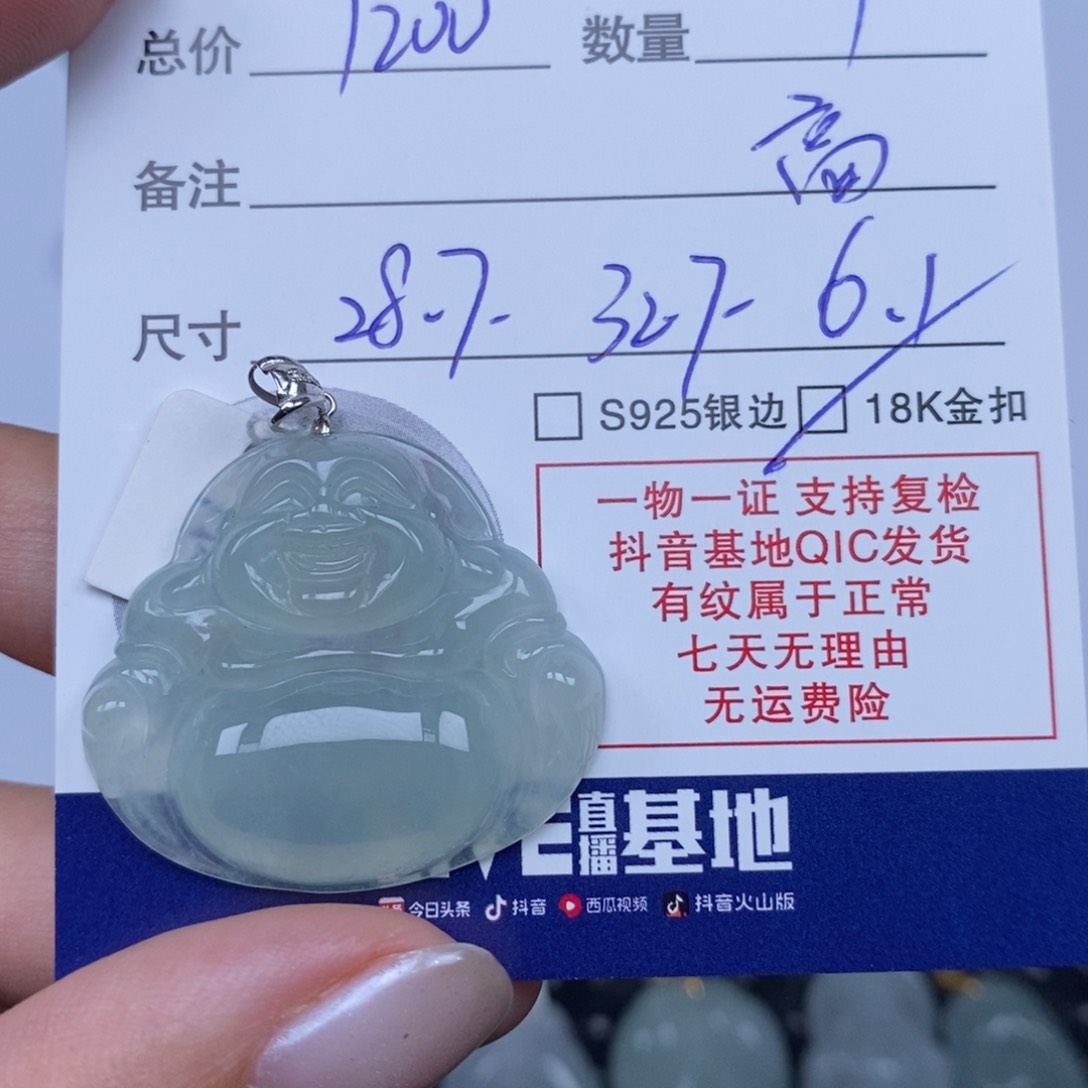 总价 1200 数量 1
备注 高
尺寸 28.7- 32.7- 6.1
S925银边 18K金扣
一物一证 支持复检
抖音基地QIC发货
有纹属于正常
七天无理由
无运费险
直播基地
今日头条 抖音 西瓜视频 抖音火山版